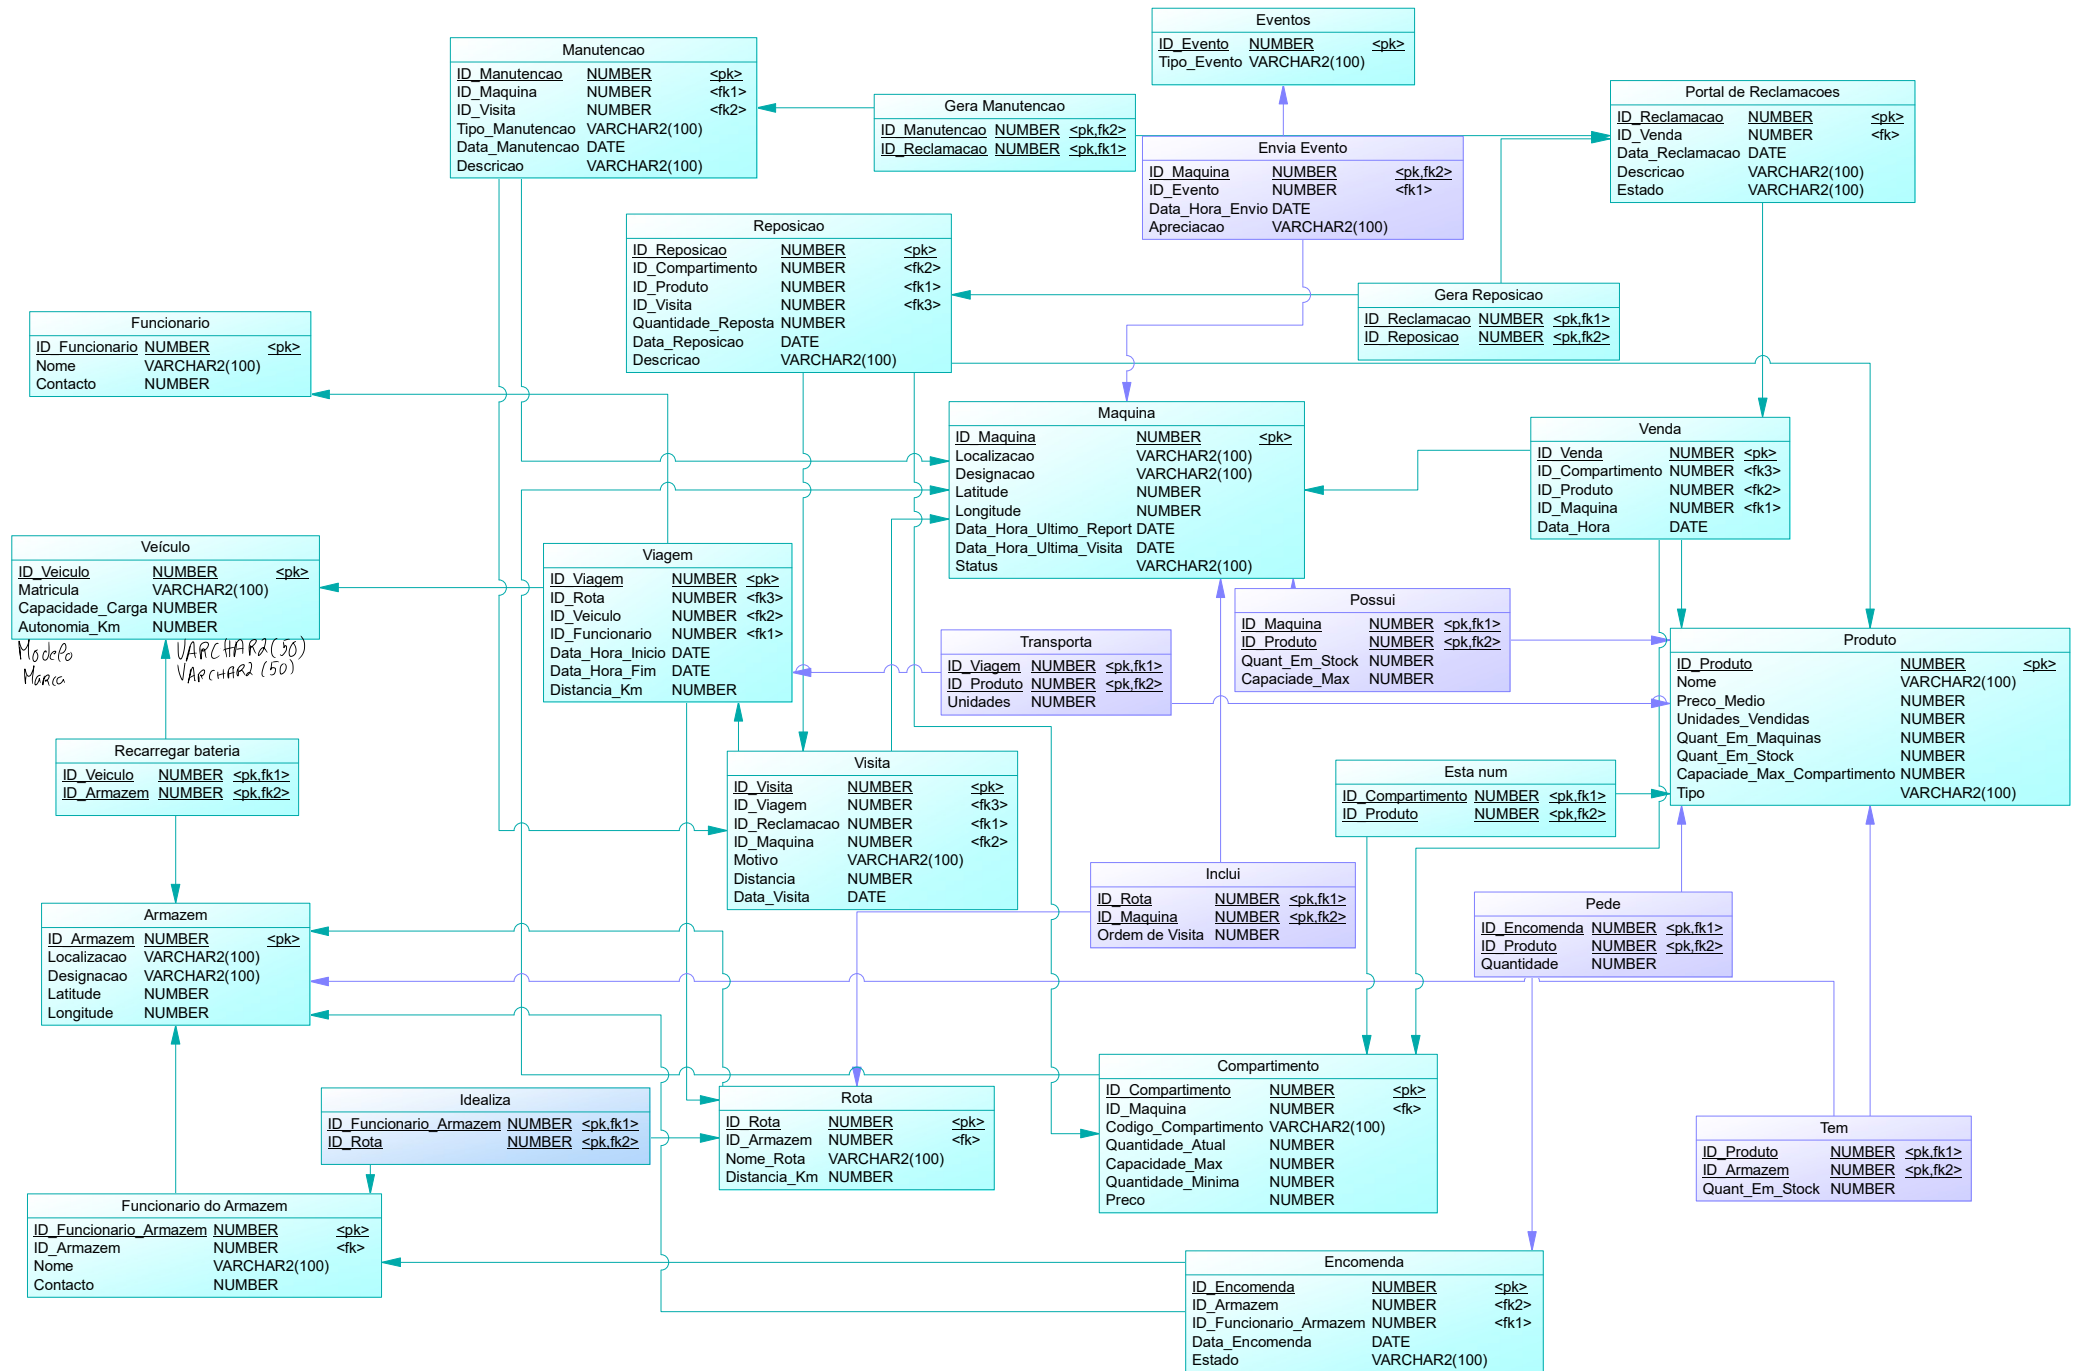 Eventos
ID_Evento NUMBER <pk>
Tipo_Evento VARCHAR2(100)
Manutencao
ID_Manutencao NUMBER <pk>
ID_Maquina NUMBER <fk1>
ID_Visita NUMBER <fk2>
Tipo_Manutencao VARCHAR2(100)
Data_Manutencao DATE
Descricao VARCHAR2(100)
Gera Manutencao
ID_Manutencao NUMBER <pk,fk2>
ID_Reclamacao NUMBER <pk,fk1>
Portal de Reclamacoes
ID_Reclamacao NUMBER <pk>
ID_Venda NUMBER <fk>
Data_Reclamacao DATE
Descricao VARCHAR2(100)
Estado VARCHAR2(100)
Envia Evento
ID_Maquina NUMBER <pk,fk2>
ID_Evento NUMBER <fk1>
Data_Hora_Envio DATE
Apreciacao VARCHAR2(100)
Reposicao
ID_Reposicao NUMBER <pk>
ID_Compartimento NUMBER <fk2>
ID_Produto NUMBER <fk1>
ID_Visita NUMBER <fk3>
Quantidade_Reposta NUMBER
Data_Reposicao DATE
Descricao VARCHAR2(100)
Gera Reposicao
ID_Reclamacao NUMBER <pk,fk1>
ID_Reposicao NUMBER <pk,fk2>
Funcionario
ID_Funcionario NUMBER <pk>
Nome VARCHAR2(100)
Contacto NUMBER
Maquina
ID_Maquina NUMBER <pk>
Localizacao VARCHAR2(100)
Designacao VARCHAR2(100)
Latitude NUMBER
Longitude NUMBER
Data_Hora_Ultimo_Report DATE
Data_Hora_Ultima_Visita DATE
Status VARCHAR2(100)
Venda
ID_Venda NUMBER <pk>
ID_Compartimento NUMBER <fk3>
ID_Produto NUMBER <fk2>
ID_Maquina NUMBER <fk1>
Data_Hora DATE
Veículo
ID_Veiculo NUMBER <pk>
Matricula VARCHAR2(100)
Capacidade_Carga NUMBER
Autonomia_Km NUMBER
Modelo VARCHAR2(50)
Marca VARCHAR2(50)
Viagem
ID_Viagem NUMBER <pk>
ID_Rota NUMBER <fk3>
ID_Veiculo NUMBER <fk2>
ID_Funcionario NUMBER <fk1>
Data_Hora_Inicio DATE
Data_Hora_Fim DATE
Distancia_Km NUMBER
Possui
ID_Maquina NUMBER <pk,fk1>
ID_Produto NUMBER <pk,fk2>
Quant_Em_Stock NUMBER
Capaciade_Max NUMBER
Transporta
ID_Viagem NUMBER <pk,fk1>
ID_Produto NUMBER <pk,fk2>
Unidades NUMBER
Produto
ID_Produto NUMBER <pk>
Nome VARCHAR2(100)
Preco_Medio NUMBER
Unidades_Vendidas NUMBER
Quant_Em_Maquinas NUMBER
Quant_Em_Stock NUMBER
Capaciade_Max_Compartimento NUMBER
Tipo VARCHAR2(100)
Recarregar bateria
ID_Veiculo NUMBER <pk,fk1>
ID_Armazem NUMBER <pk,fk2>
Visita
ID_Visita NUMBER <pk>
ID_Viagem NUMBER <fk3>
ID_Reclamacao NUMBER <fk1>
ID_Maquina NUMBER <fk2>
Motivo VARCHAR2(100)
Distancia NUMBER
Data_Visita DATE
Esta num
ID_Compartimento NUMBER <pk,fk1>
ID_Produto NUMBER <pk,fk2>
Inclui
ID_Rota NUMBER <pk,fk1>
ID_Maquina NUMBER <pk,fk2>
Ordem de Visita NUMBER
Pede
ID_Encomenda NUMBER <pk,fk1>
ID_Produto NUMBER <pk,fk2>
Quantidade NUMBER
Armazem
ID_Armazem NUMBER <pk>
Localizacao VARCHAR2(100)
Designacao VARCHAR2(100)
Latitude NUMBER
Longitude NUMBER
Compartimento
ID_Compartimento NUMBER <pk>
ID_Maquina NUMBER <fk>
Codigo_Compartimento VARCHAR2(100)
Quantidade_Atual NUMBER
Capacidade_Max NUMBER
Quantidade_Minima NUMBER
Preco NUMBER
Idealiza
ID_Funcionario_Armazem NUMBER <pk,fk1>
ID_Rota NUMBER <pk,fk2>
Rota
ID_Rota NUMBER <pk>
ID_Armazem NUMBER <fk>
Nome_Rota VARCHAR2(100)
Distancia_Km NUMBER
Tem
ID_Produto NUMBER <pk,fk1>
ID_Armazem NUMBER <pk,fk2>
Quant_Em_Stock NUMBER
Funcionario do Armazem
ID_Funcionario_Armazem NUMBER <pk>
ID_Armazem NUMBER <fk>
Nome VARCHAR2(100)
Contacto NUMBER
Encomenda
ID_Encomenda NUMBER <pk>
ID_Armazem NUMBER <fk2>
ID_Funcionario_Armazem NUMBER <fk1>
Data_Encomenda DATE
Estado VARCHAR2(100)